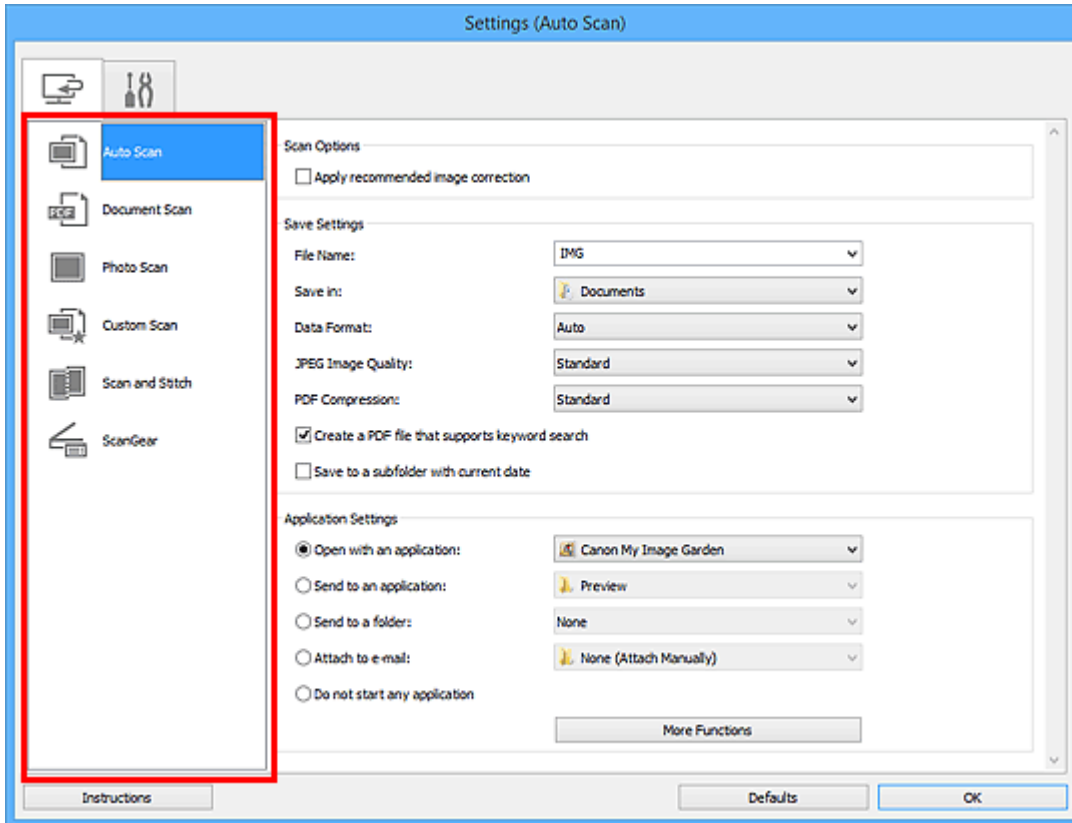 Settings (Auto Scan)
Auto Scan
Document Scan
Photo Scan
Custom Scan
Scan and Stitch
ScanGear
Scan Options
Apply recommended image correction
Save Settings
File Name: IMG
Save in: Documents
Data Format: Auto
JPEG Image Quality: Standard
PDF Compression: Standard
Create a PDF file that supports keyword search
Save to a subfolder with current date
Application Settings
Open with an application: Canon My Image Garden
Send to an application: Preview
Send to a folder: None
Attach to e-mail: None (Attach Manually)
Do not start any application
More Functions
Instructions Defaults OK